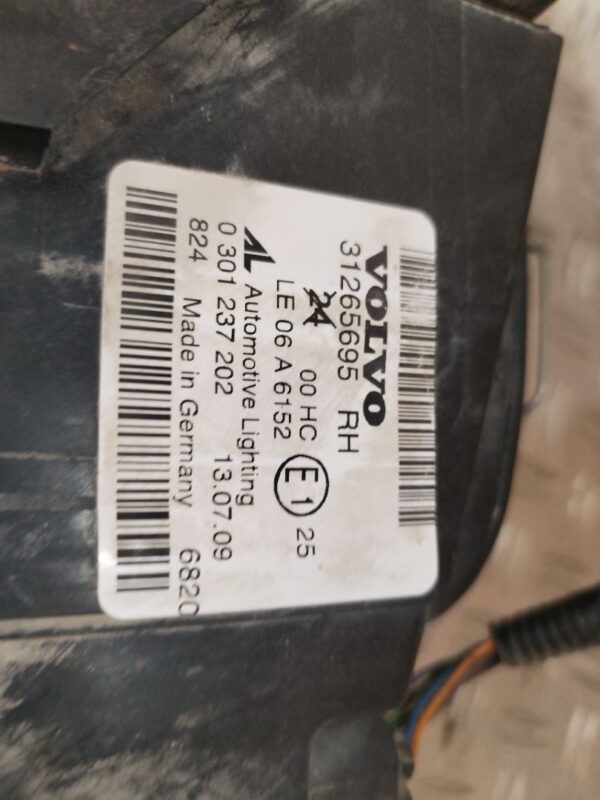 VOLVO
31265695 RH
24 00 HC E1 25
LE 06 A 6152
AL Automotive Lighting
0 301 237 202 13.07.09
824 Made in Germany 6820